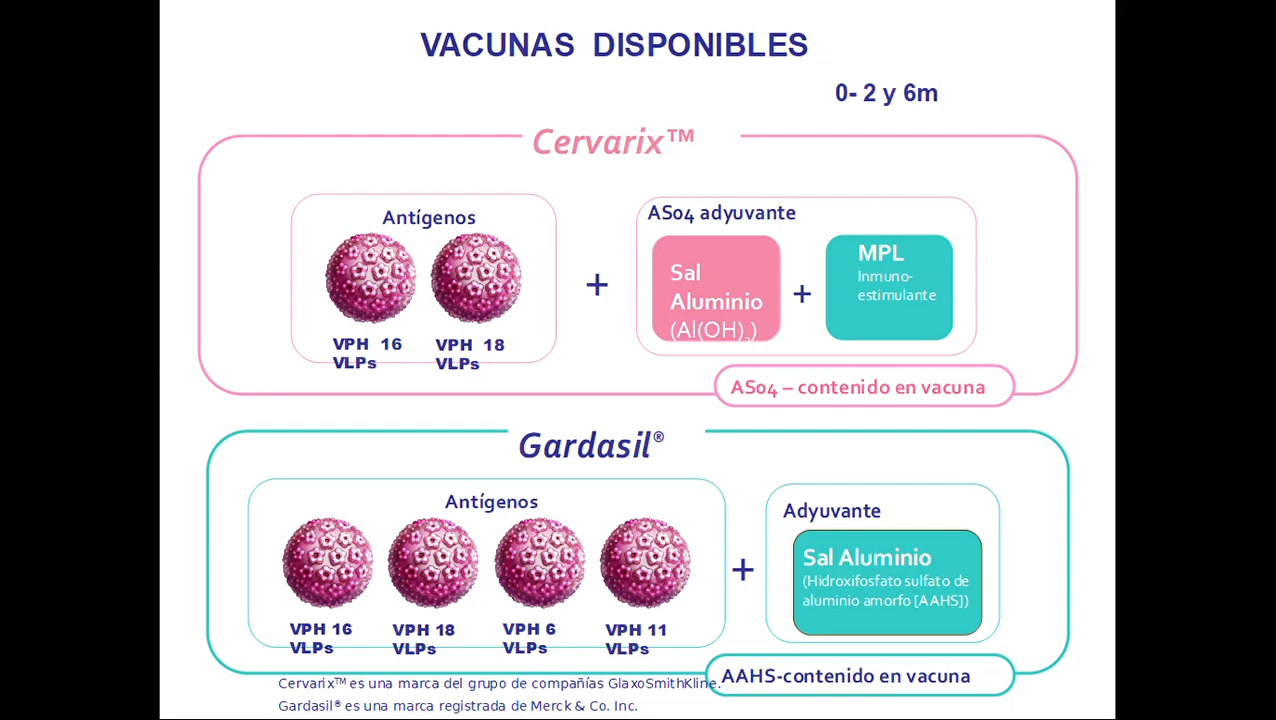 VACUNAS DISPONIBLES
0- 2 y 6m
Cervarix™
Antígenos
VPH 16
VLPs
VPH 18
VLPs
+
AS04 adyuvante
Sal
Aluminio
(Al(OH)3)
+
MPL
Inmuno-
estimulante
AS04 – contenido en vacuna
Gardasil®
Antígenos
VPH 16
VLPs
VPH 18
VLPs
VPH 6
VLPs
VPH 11
VLPs
+
Adyuvante
Sal Aluminio
(Hidroxifosfato sulfato de
aluminio amorfo [AAHS])
AAHS-contenido en vacuna
Cervarix™ es una marca del grupo de compañías GlaxoSmithKline.
Gardasil® es una marca registrada de Merck & Co. Inc.